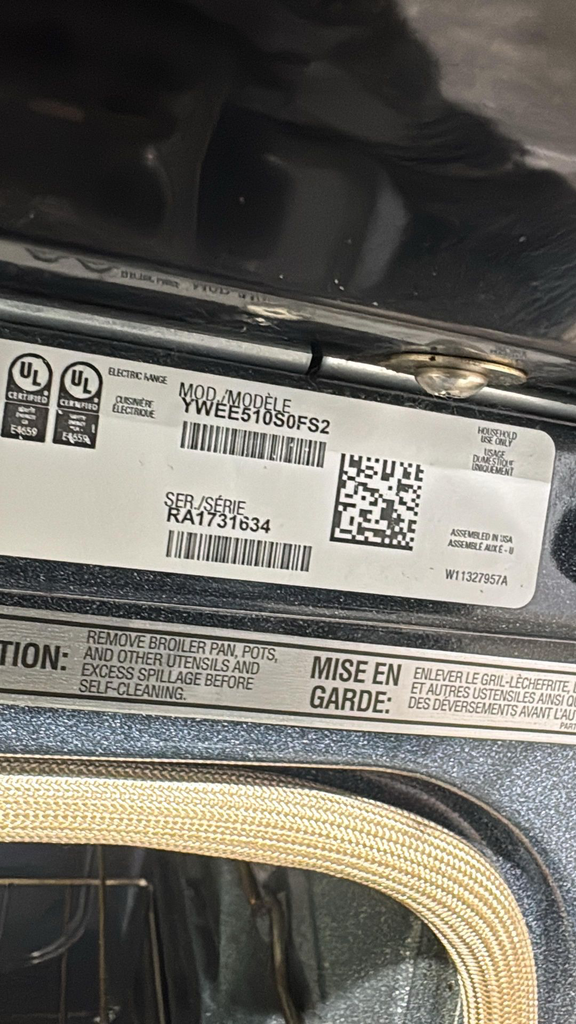 UL
CERTIFIED
E4659
UL
CERTIFIED
E4659
ELECTRIC RANGE
CUISINIÈRE
ÉLECTRIQUE
MOD./MODÈLE
YWEE510S0FS2
SER./SÉRIE
RA1731634
HOUSEHOLD
USE ONLY
USAGE
DOMESTIQUE
UNIQUEMENT
ASSEMBLED IN USA
ASSEMBLÉ AUX É - U
W11327957A
TION:
REMOVE BROILER PAN, POTS,
AND OTHER UTENSILS AND
EXCESS SPILLAGE BEFORE
SELF-CLEANING.
MISE EN
GARDE:
ENLEVER LE GRIL-LÈCHEFRITE,
ET AUTRES USTENSILES AINSI Q
DES DÉVERSEMENTS AVANT L'AU
PART